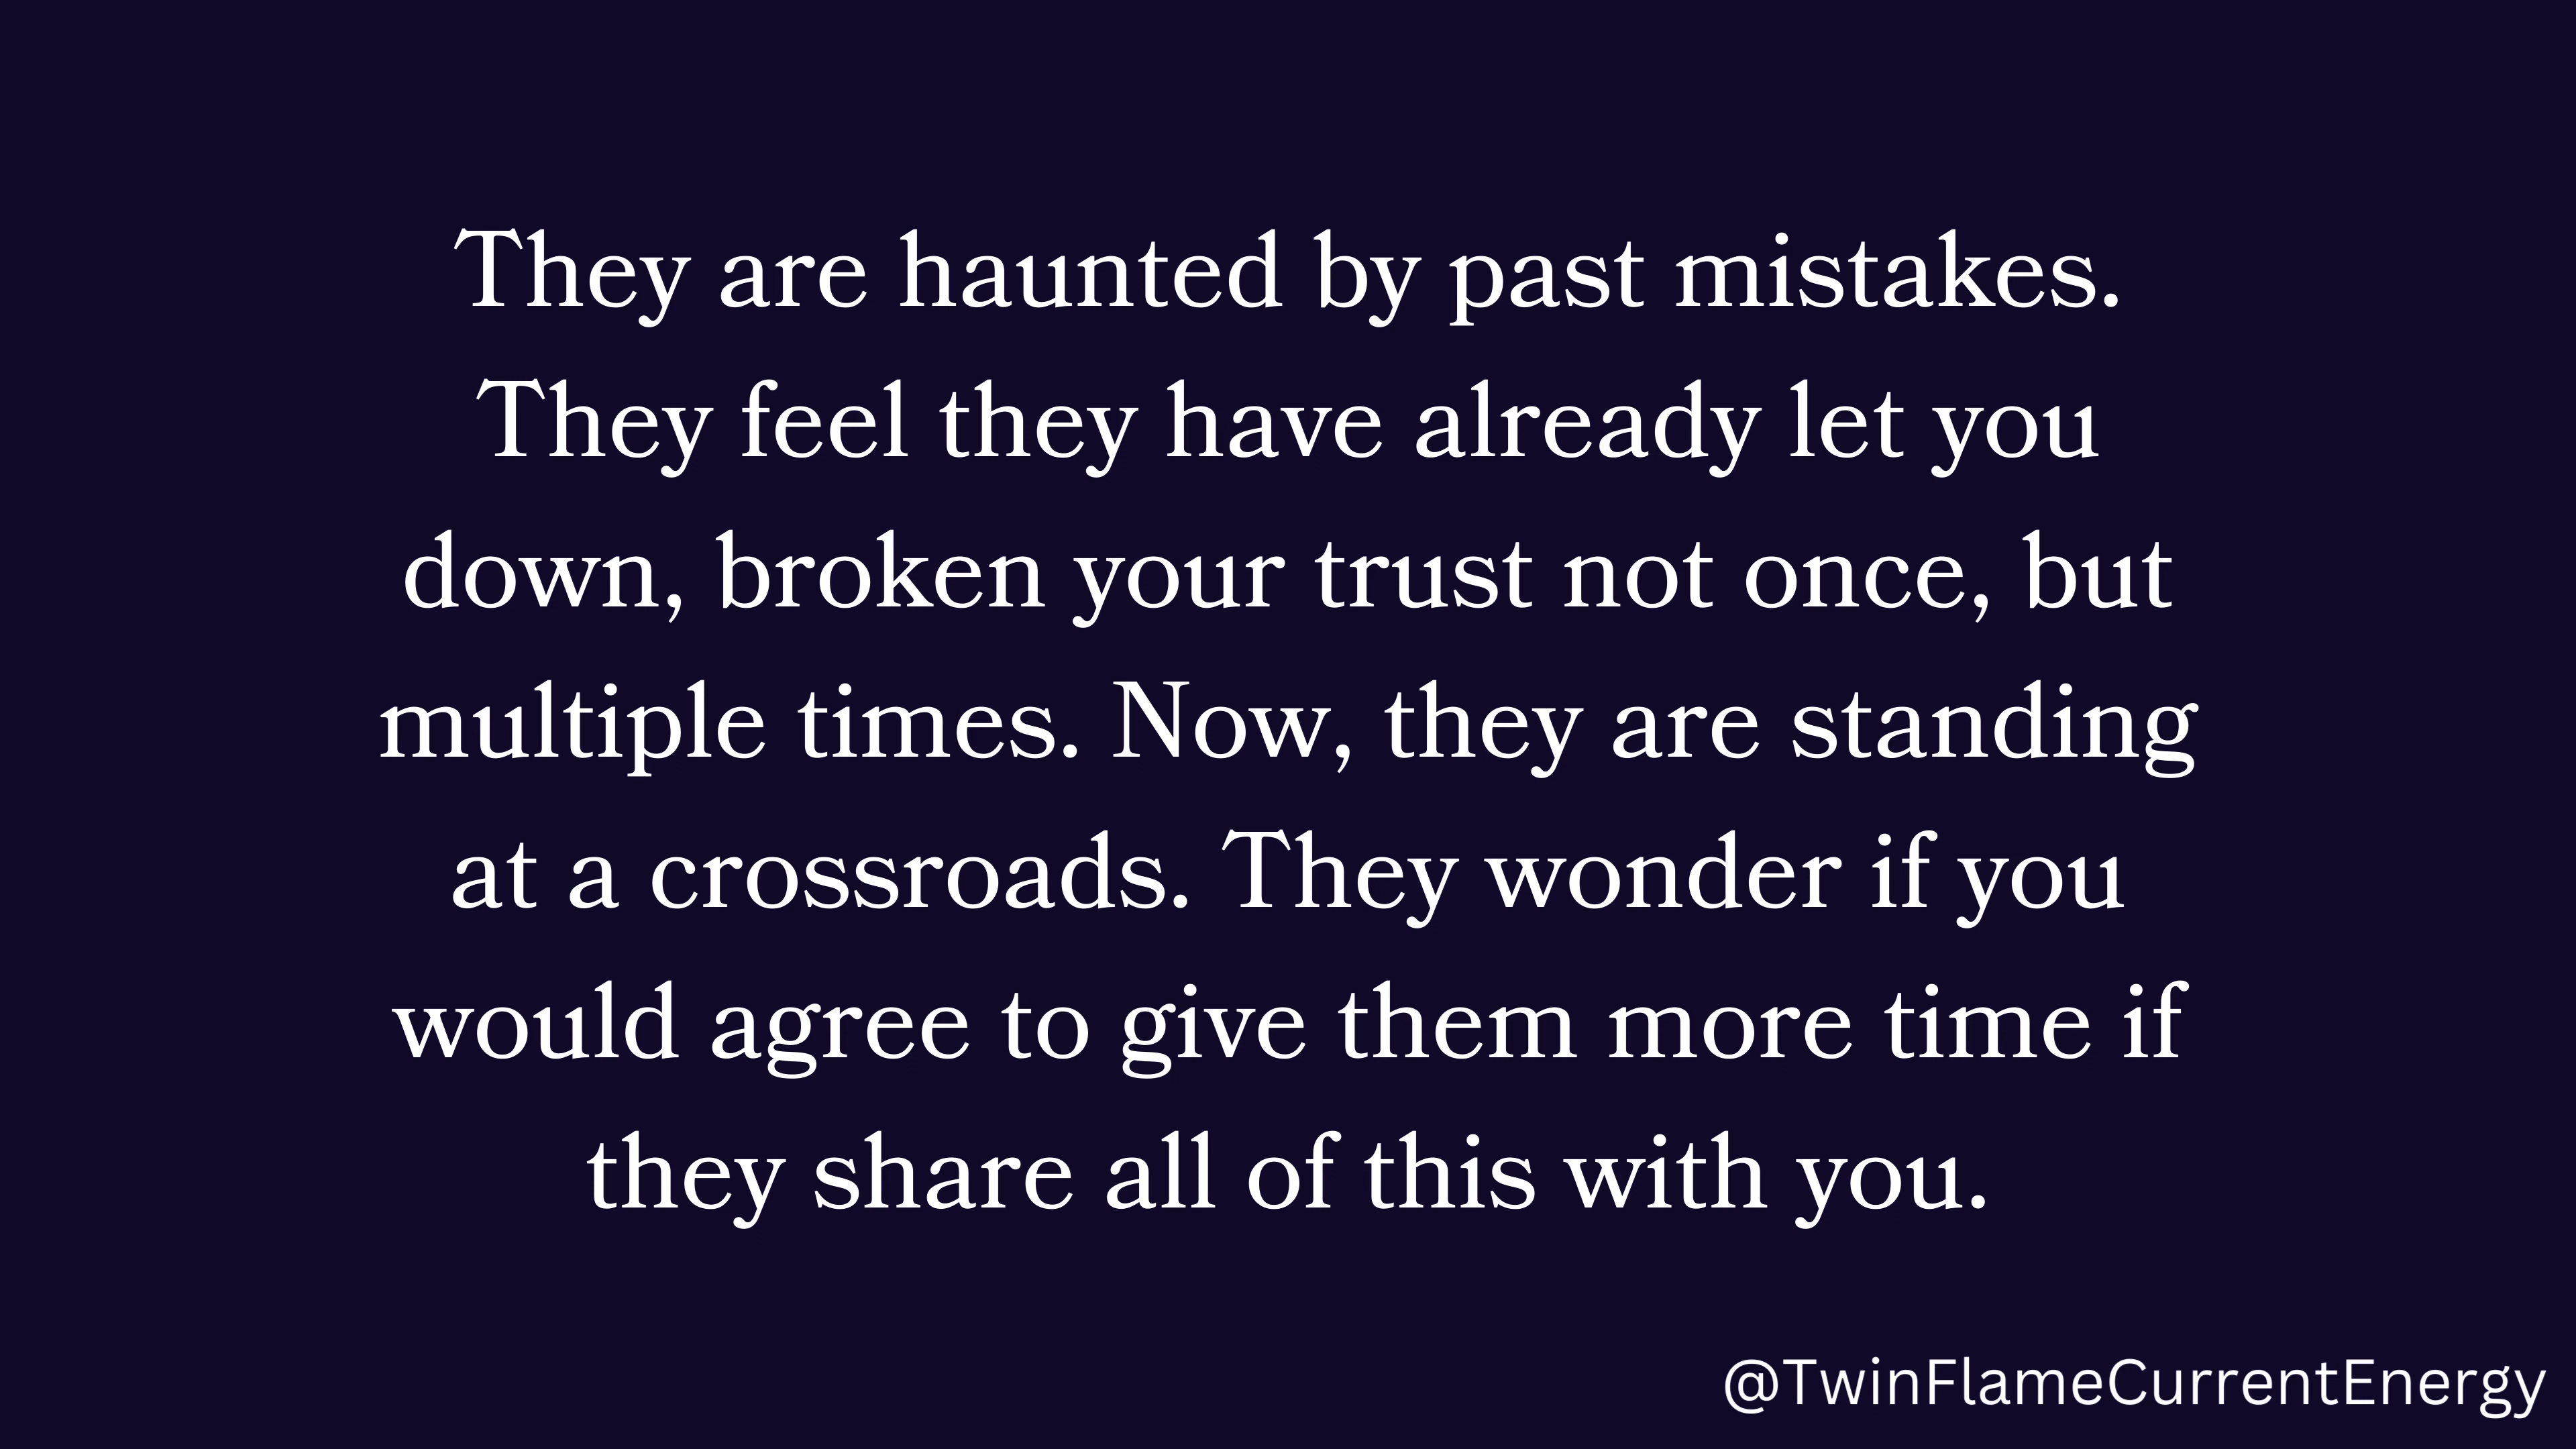 They are haunted by past mistakes.
They feel they have already let you
down, broken your trust not once, but
multiple times. Now, they are standing
at a crossroads. They wonder if you
would agree to give them more time if
they share all of this with you.
@TwinFlameCurrentEnergy